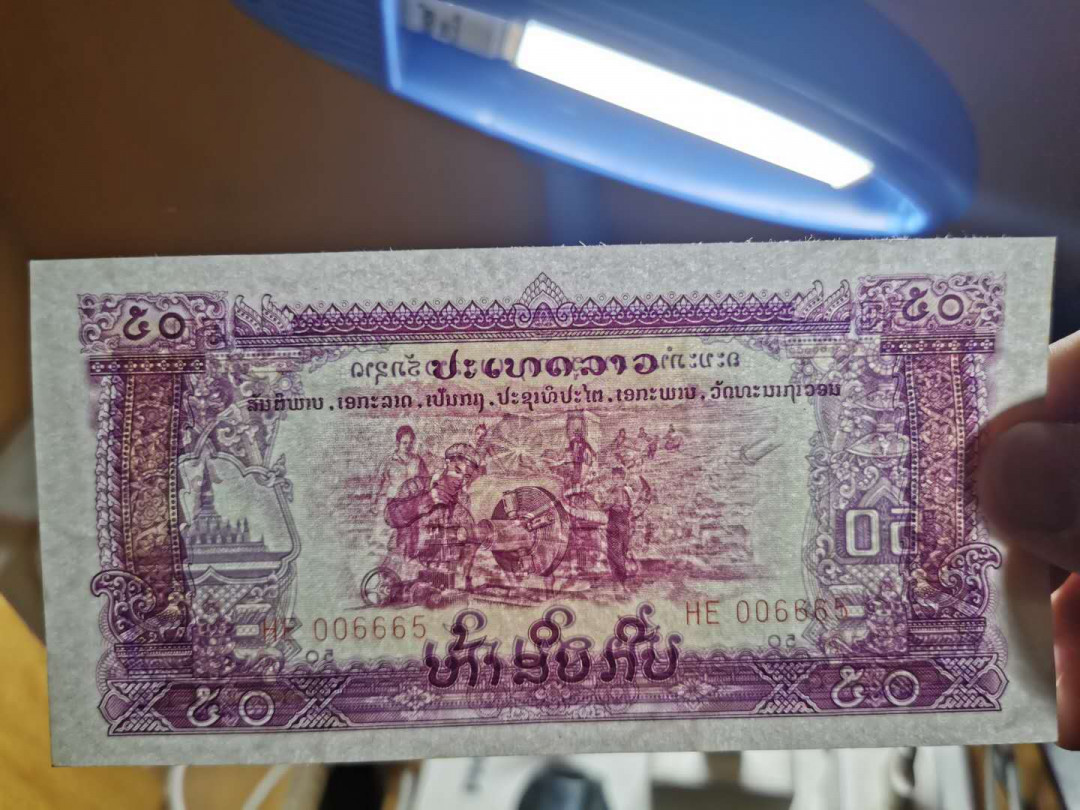 ໕໐ ໕໐
ປະເທດລາວ
ສັນຕິພາບ.ເອກະລາດ.ເປັນກາງ.ປະຊາທິປະໄຕ.ເອກະພາບ.ວັດທະນາຖາວອນ
HE 006665 HE 006665
ຫ້າສິບກີບ
໕໐ ໕໐